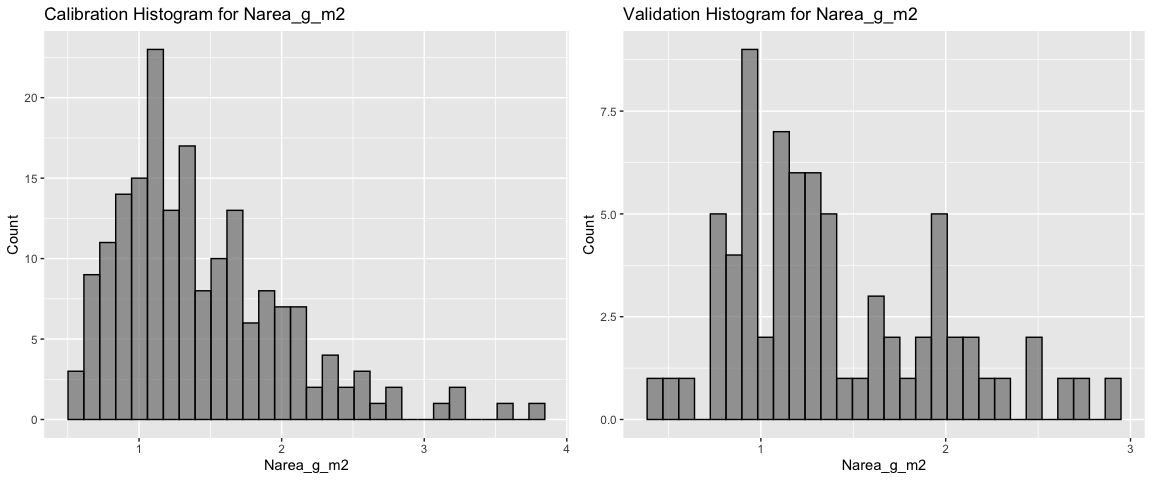 Calibration Histogram for Narea_g_m2
Count
20
15
10
5
0
1 2 3 4
Narea_g_m2
Validation Histogram for Narea_g_m2
Count
7.5
5.0
2.5
0.0
1 2 3
Narea_g_m2